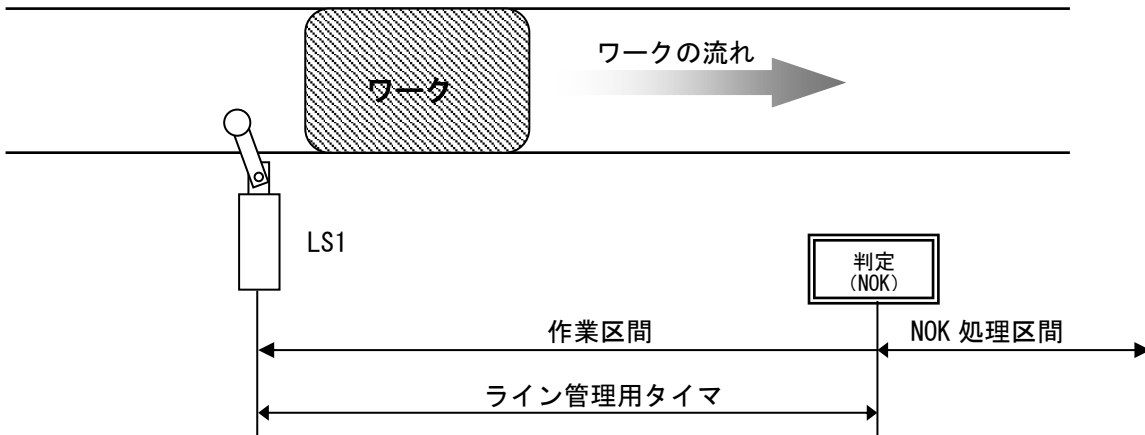 ワークの流れ
ワーク
LS1
判定
(NOK)
作業区間
NOK 処理区間
ライン管理用タイマ